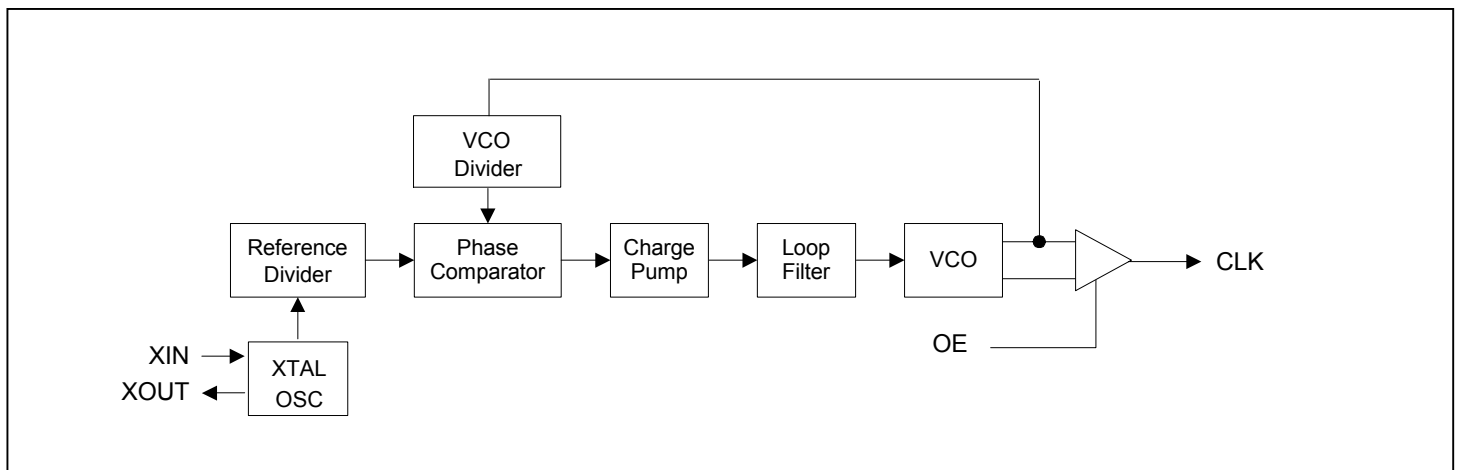 VCO
Divider
Reference
Divider
Phase
Comparator
Charge
Pump
Loop
Filter
VCO
CLK
OE
XIN
XOUT
XTAL
OSC